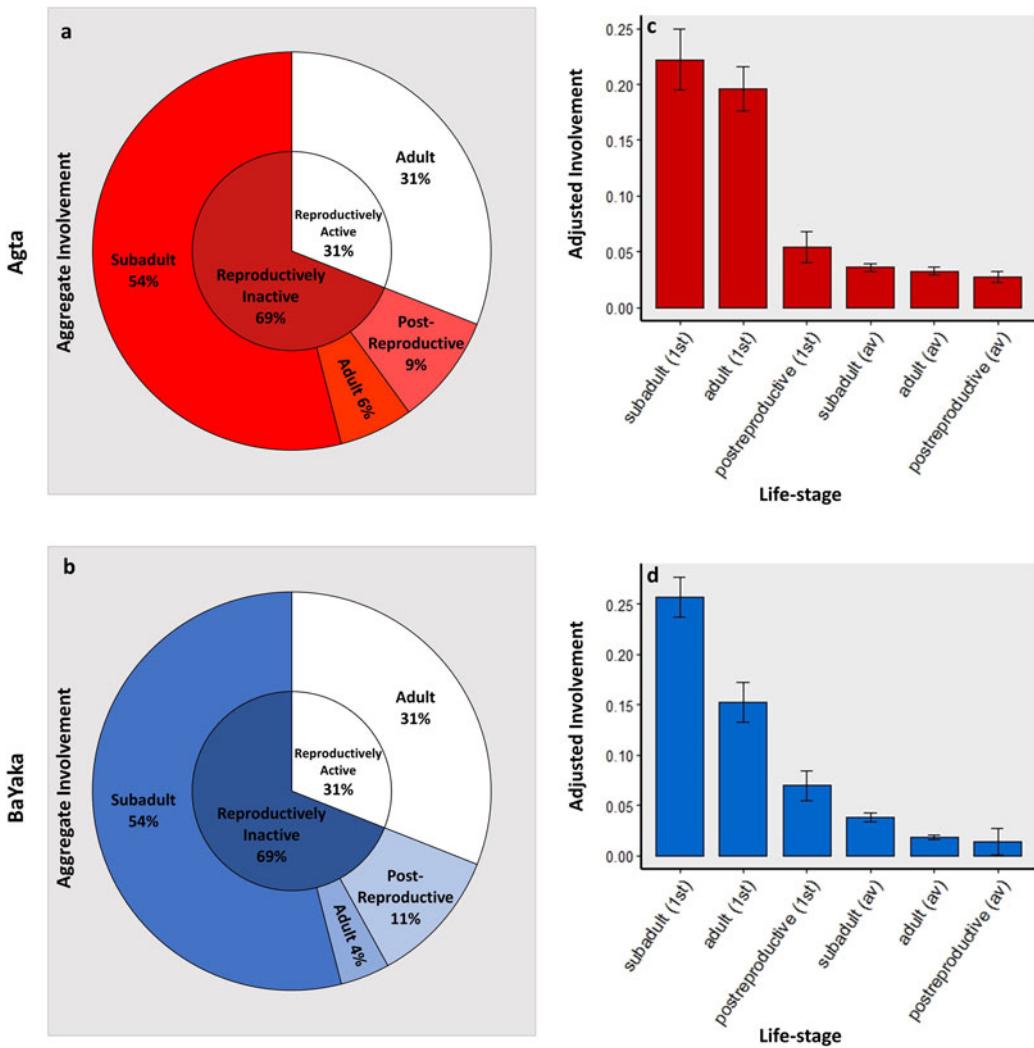 Agta
Aggregate Involvement
a
Adult
31%
Reproductively
Active
31%
Reproductively
Inactive
69%
Subadult
54%
Post-
Reproductive
9%
Adult 6%
c
Adjusted Involvement
0.25
0.20
0.15
0.10
0.05
0.00
subadult (1st)
adult (1st)
postreproductive (1st)
subadult (av)
adult (av)
postreproductive (av)
Life-stage
BaYaka
Aggregate Involvement
b
Adult
31%
Reproductively
Active
31%
Reproductively
Inactive
69%
Subadult
54%
Post-
Reproductive
11%
Adult 4%
d
Adjusted Involvement
0.25
0.20
0.15
0.10
0.05
0.00
subadult (1st)
adult (1st)
postreproductive (1st)
subadult (av)
adult (av)
postreproductive (av)
Life-stage